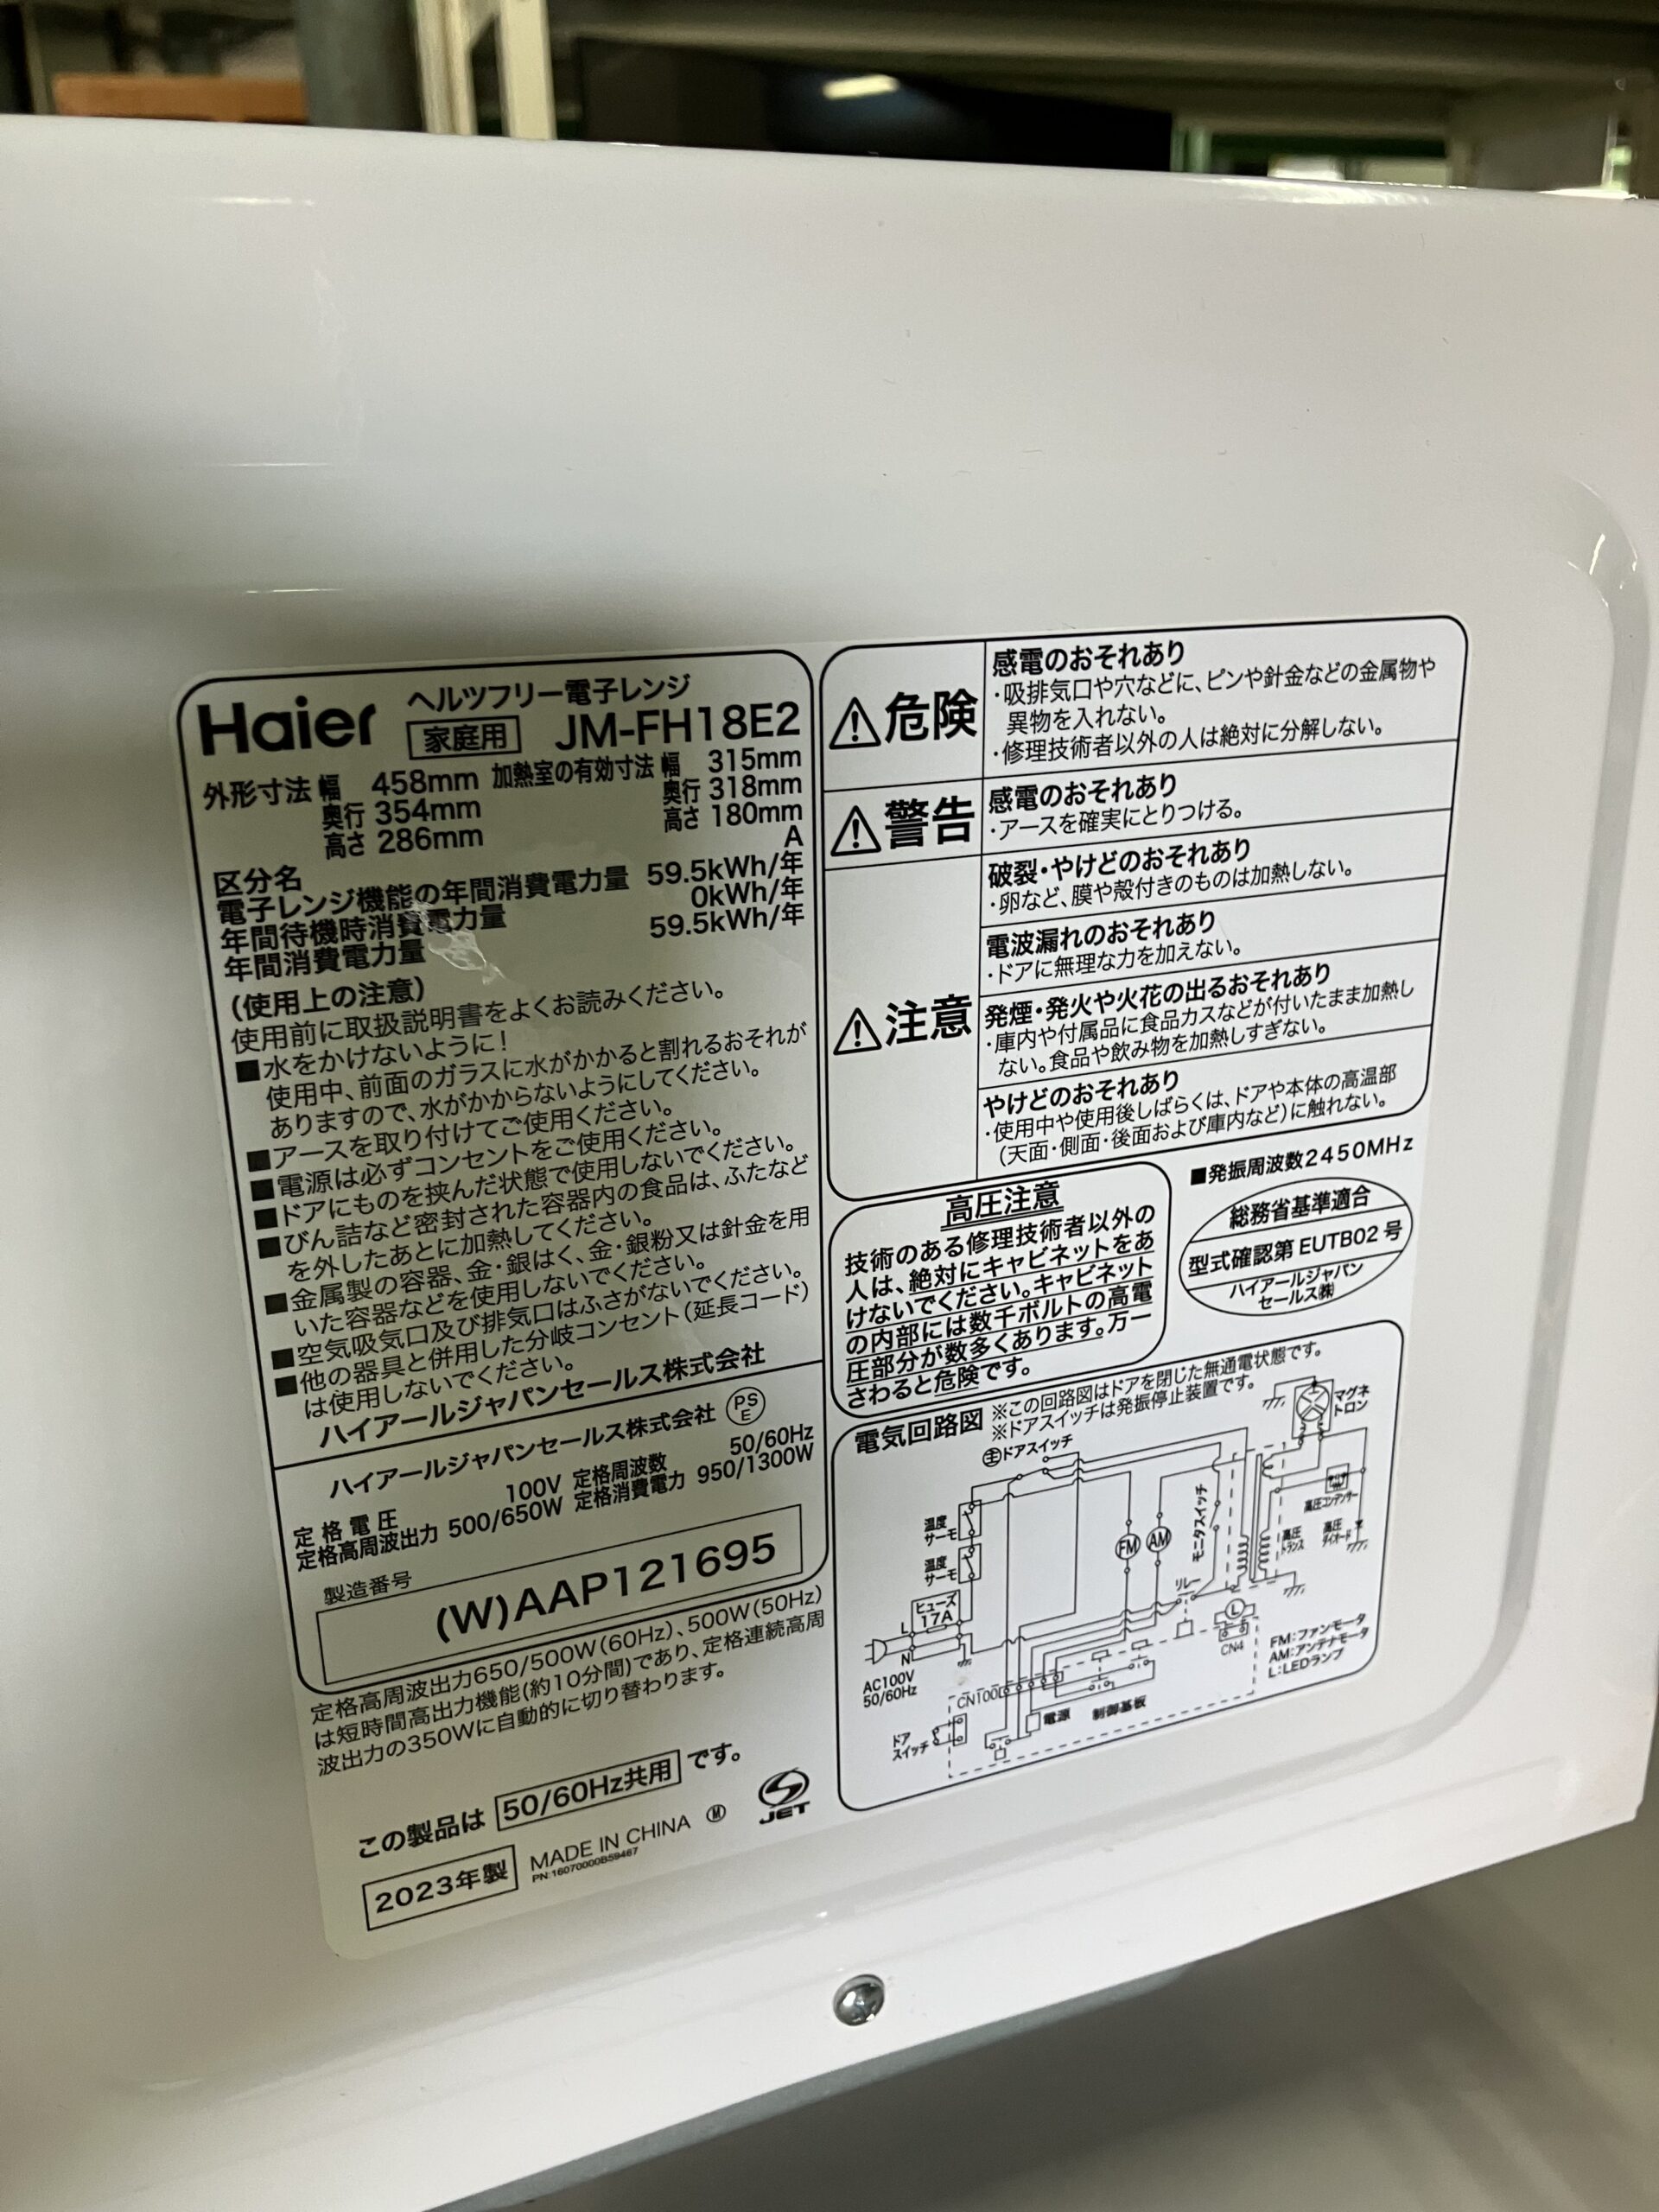 Haier
ヘルツフリー電子レンジ
家庭用 JM-FH18E2
外形寸法 幅 458mm 加熱室の有効寸法 幅 315mm
奥行 354mm 奥行 318mm
高さ 286mm 高さ 180mm
区分名 A
電子レンジ機能の年間消費電力量 59.5kWh/年
年間待機時消費電力量 0kWh/年
年間消費電力量 59.5kWh/年
(使用上の注意)
使用前に取扱説明書をよくお読みください。
■水をかけないように!
使用中、前面のガラスに水がかかると割れるおそれが
ありますので、水がかからないようにしてください。
■アースを取り付けてご使用ください。
■電源は必ずコンセントをご使用ください。
■ドアにものを挟んだ状態で使用しないでください。
■びん詰など密封された容器内の食品は、ふたなど
を外したあとに加熱してください。
■金属製の容器、金・銀はく、金・銀粉又は針金を用
いた容器などを使用しないでください。
■空気吸気口及び排気口はふさがないでください。
■他の器具と併用した分岐コンセント(延長コード)
は使用しないでください。
ハイアールジャパンセールス株式会社
ハイアールジャパンセールス株式会社 PSE
定格電圧 100V 定格周波数 50/60Hz
定格高周波出力 500/650W 定格消費電力 950/1300W
製造番号
(W)AAP121695
定格高周波出力650/500W(60Hz)、500W(50Hz)
は短時間高出力機能(約10分間)であり、定格連続高周
波出力の350Wに自動的に切り替わります。
この製品は 50/60Hz共用 です。
2023年製 MADE IN CHINA Ⓜ JET
PN:16070000B59467
⚠危険
感電のおそれあり
・吸排気口や穴などに、ピンや針金などの金属物や
異物を入れない。
・修理技術者以外の人は絶対に分解しない。
⚠警告
感電のおそれあり
・アースを確実にとりつける。
⚠注意
破裂・やけどのおそれあり
・卵など、膜や殻付きのものは加熱しない。
電波漏れのおそれあり
・ドアに無理な力を加えない。
発煙・発火や火花の出るおそれあり
・庫内や付属品に食品カスなどが付いたまま加熱し
ない。食品や飲み物を加熱しすぎない。
やけどのおそれあり
・使用中や使用後しばらくは、ドアや本体の高温部
(天面・側面・後面および庫内など)に触れない。
高圧注意
技術のある修理技術者以外の
人は、絶対にキャビネットをあ
けないでください。キャビネット
の内部には数千ボルトの高電
圧部分が数多くあります。万一
さわると危険です。
■発振周波数2450MHz
総務省基準適合
型式確認第EUTB02号
ハイアールジャパン
セールス㈱
電気回路図
※この回路図はドアを閉じた無通電状態です。
※ドアスイッチは発振停止装置です。
主ドアスイッチ
マグネ
トロン
温度
サーモ
温度
サーモ
FM
AM
モニタスイッチ
高圧コンデンサー
高圧
トランス
高圧
ダイオード
リレー
ヒューズ
17A
L
N
AC100V
50/60Hz
CN100
L
CN4
電源
制御基板
ドア
スイッチ
FM:ファンモータ
AM:アンテナモータ
L:LEDランプ